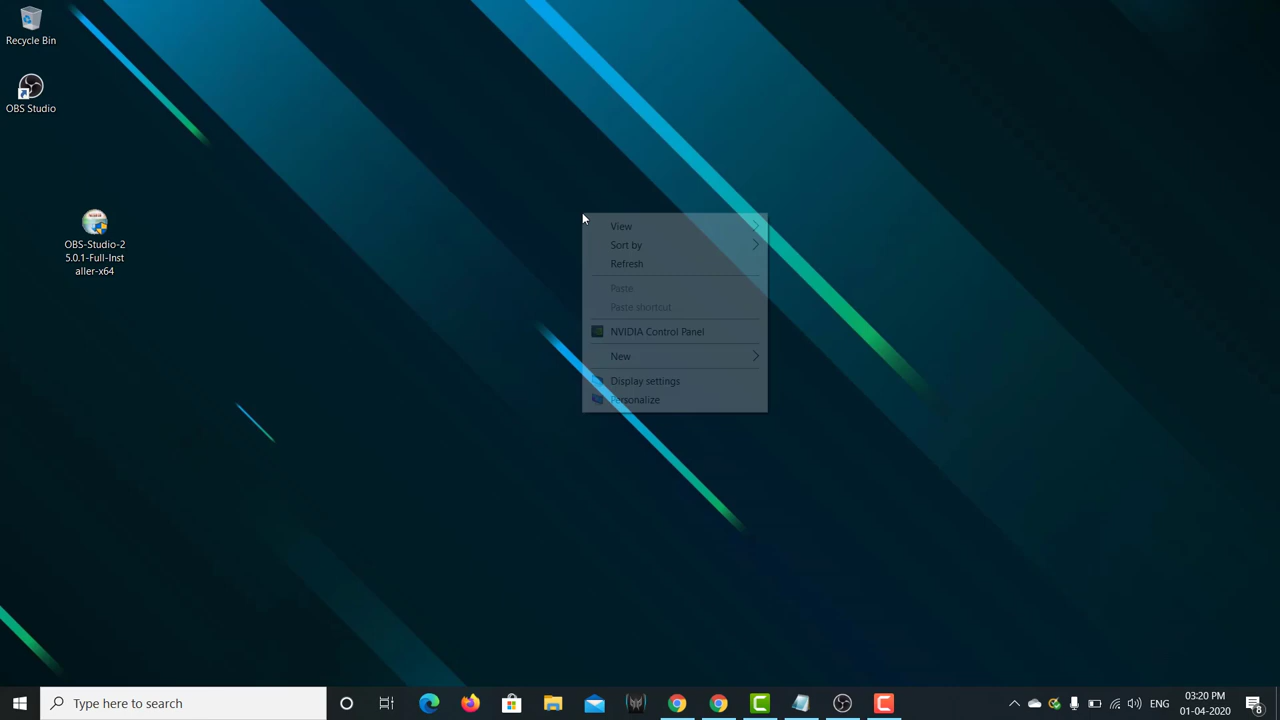 Recycle Bin
OBS Studio
OBS-Studio-2
5.0.1-Full-Inst
aller-x64
View
Sort by
Refresh
Paste
Paste shortcut
NVIDIA Control Panel
New
Display settings
Personalize
Type here to search
ENG
03:20 PM
01-04-2020
8